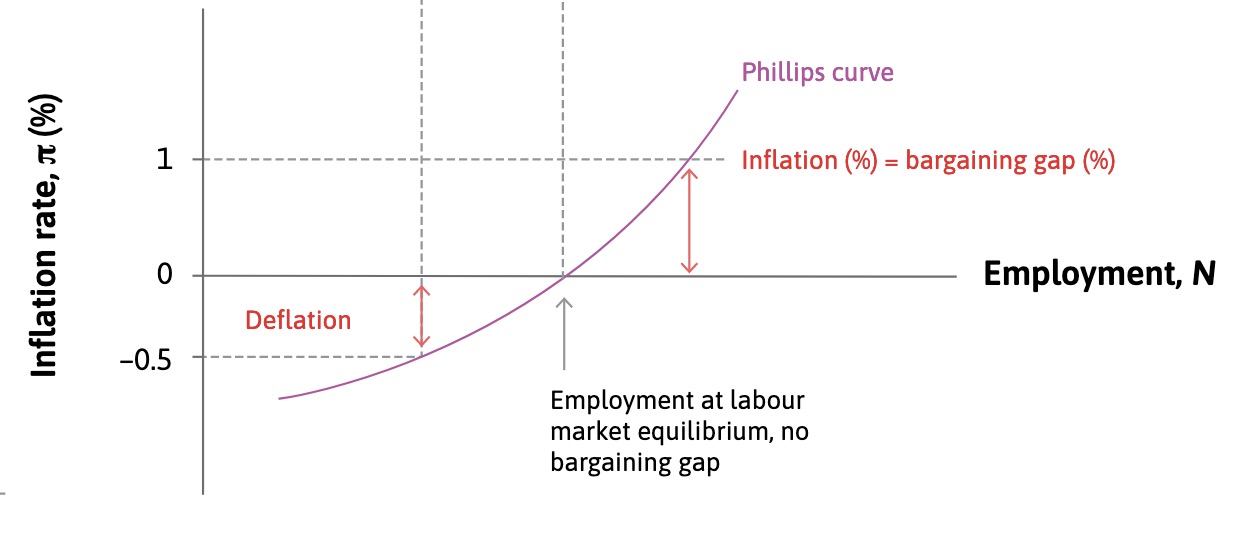 Phillips curve
1
Inflation (%) = bargaining gap (%)
Inflation rate, π (%)
0
Employment, N
Deflation
–0.5
Employment at labour
market equilibrium, no
bargaining gap